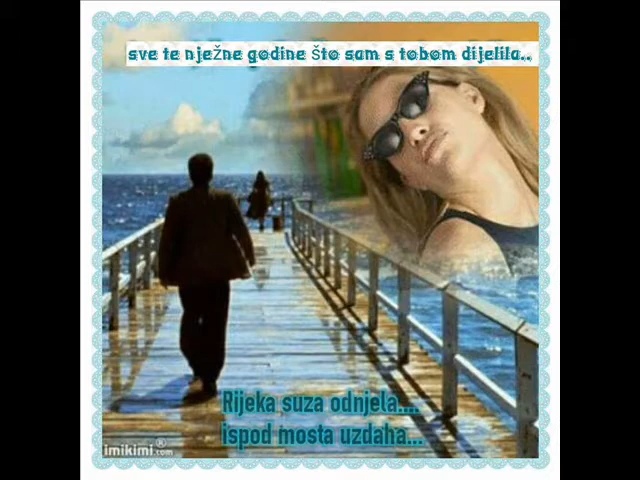 sve te nježne godine što sam s tobom dijelila..
Rijeka suza odnjela....
ispod mosta uzdaha...
imikimi.com®